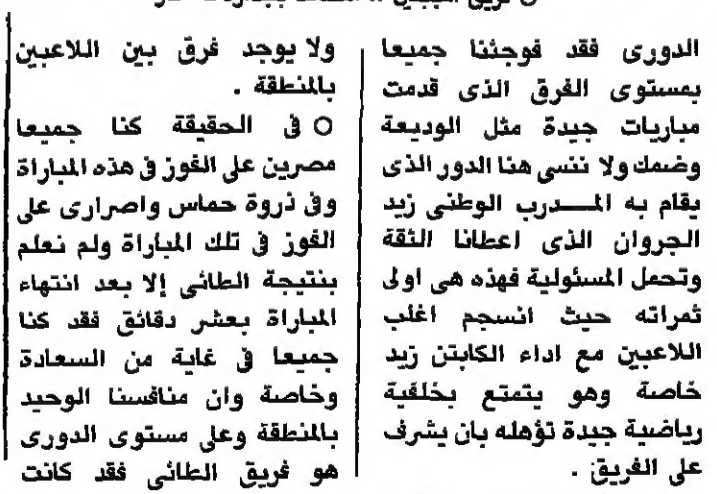 الدورى فقد فوجئنا جميعا
بمستوى الفرق الذى قدمت
مباريات جيدة مثل الوديعة
وضمك ولا ننسى هنا الدور الذى
يقام به المـــدرب الوطنى زيد
الجروان الذى اعطانا الثقة
وتحمل المسئولية فهذه هى اولى
ثمراته حيث انسجم اغلب
اللاعبين مع اداء الكابتن زيد
خاصة وهو يتمتع بخلفية
رياضية جيدة تؤهله بان يشرف
على الفريق .
ولا يوجد فرق بين اللاعبين
بالمنطقة .
○ فى الحقيقة كنا جميعا
مصرين على الفوز فى هذه المباراة
وفى ذروة حماس واصرارى على
الفوز فى تلك المباراة ولم نعلم
بنتيجة الطائى إلا بعد انتهاء
المباراة بعشر دقائق فقد كنا
جميعا فى غاية من السعادة
وخاصة وان منافسنا الوحيد
بالمنطقة وعلى مستوى الدورى
هو فريق الطائى فقد كانت